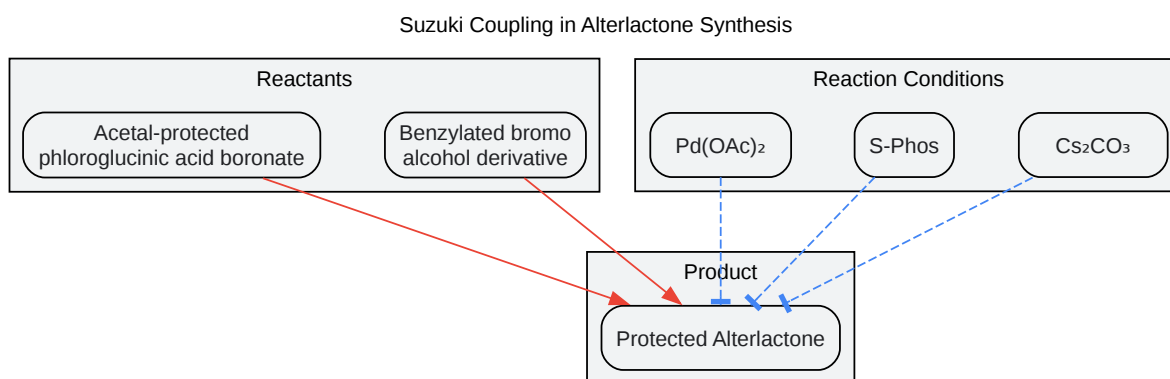 Suzuki Coupling in Alterlactone Synthesis
Reactants
Reaction Conditions
Acetal-protected
phloroglucinic acid boronate
Benzylated bromo
alcohol derivative
Pd(OAc)₂
S-Phos
Cs₂CO₃
Product
Protected Alterlactone